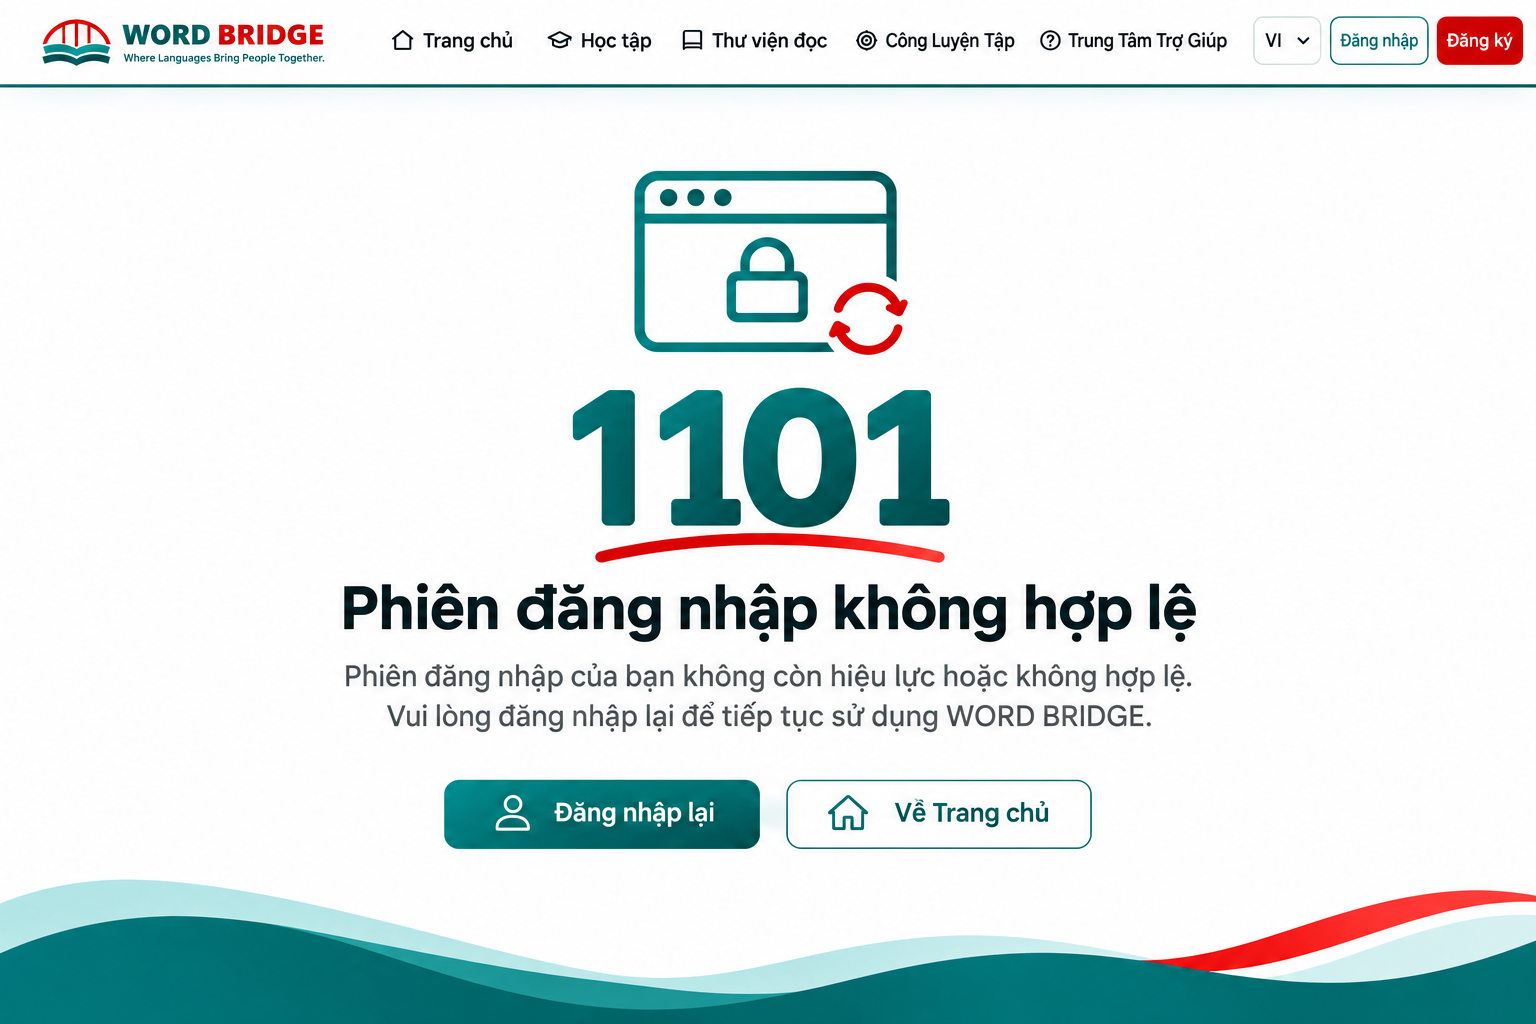 WORD BRIDGE
Where Languages Bring People Together.
Trang chủ
Học tập
Thư viện đọc
Công Luyện Tập
Trung Tâm Trợ Giúp
VI
Đăng nhập
Đăng ký
1101
Phiên đăng nhập không hợp lệ
Phiên đăng nhập của bạn không còn hiệu lực hoặc không hợp lệ.
Vui lòng đăng nhập lại để tiếp tục sử dụng WORD BRIDGE.
Đăng nhập lại
Về Trang chủ